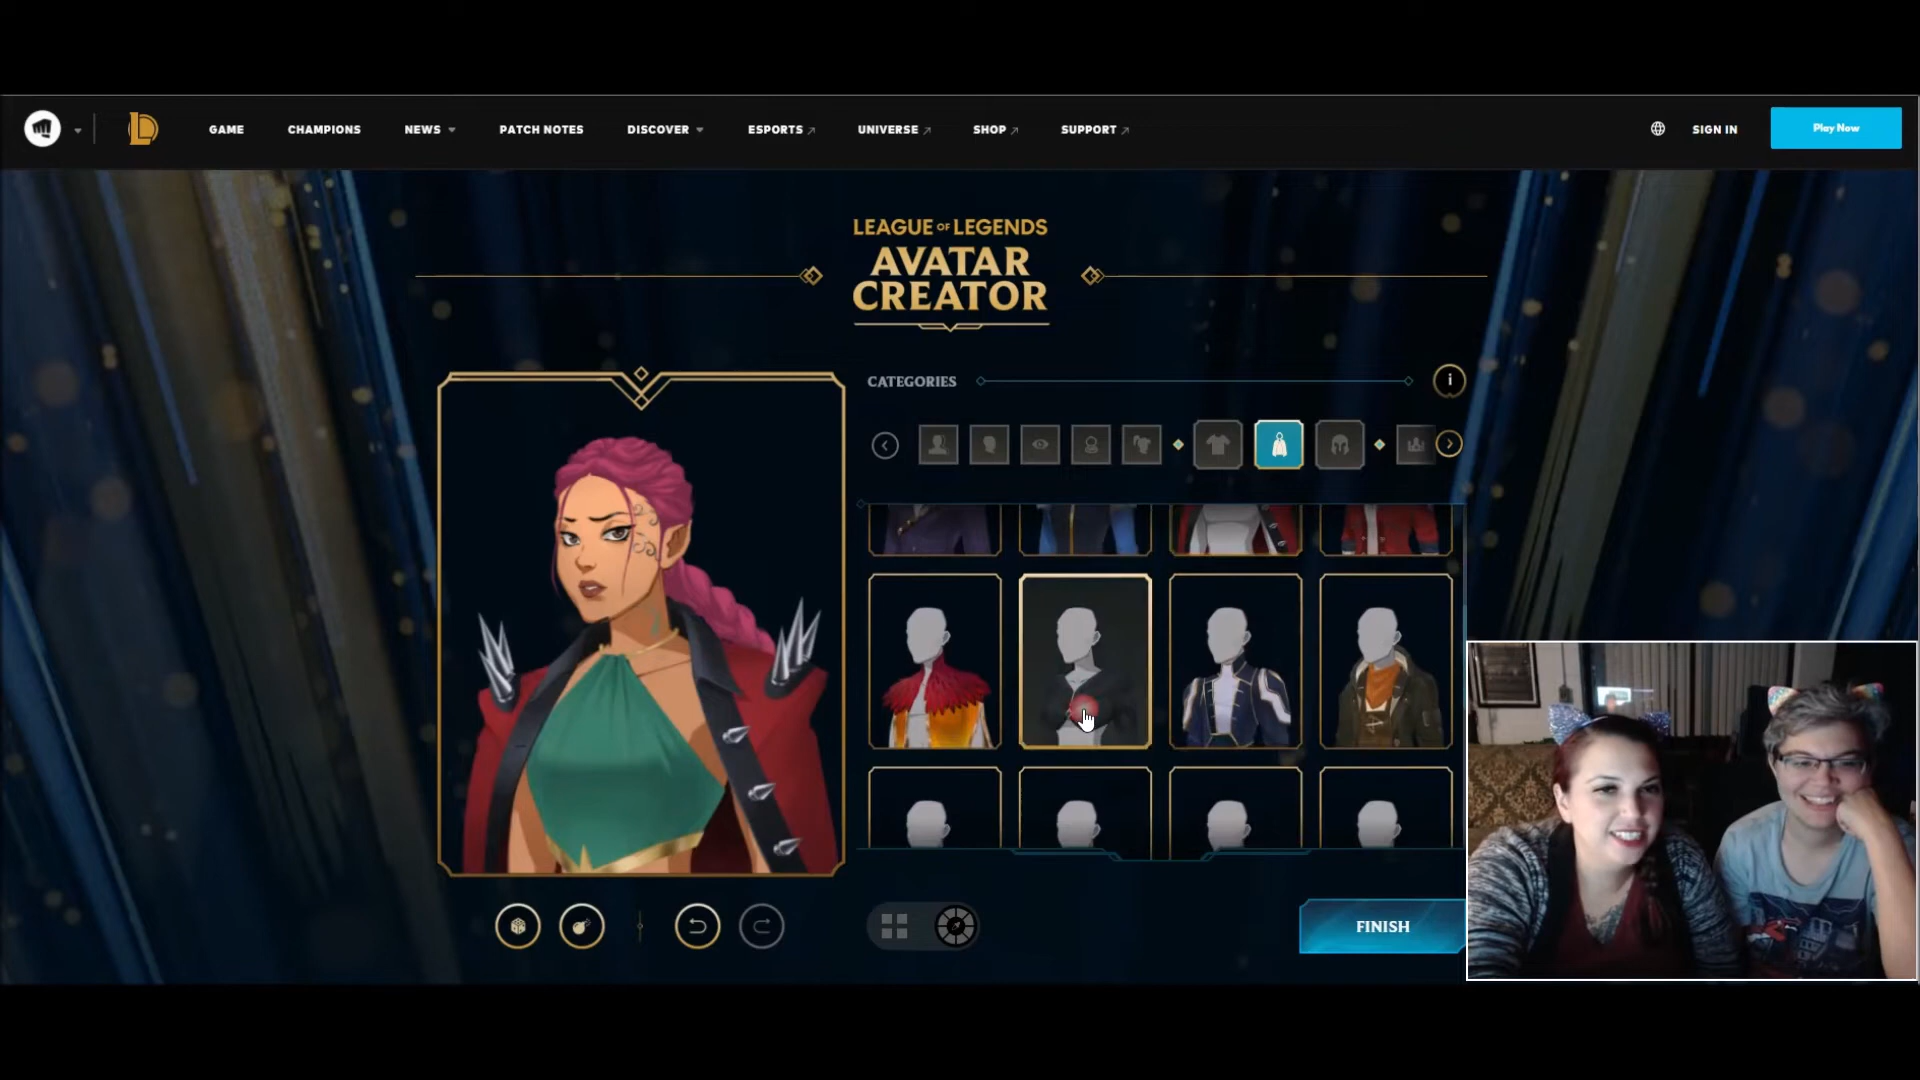 GAME CHAMPIONS NEWS PATCH NOTES DISCOVER ESPORTS UNIVERSE SHOP SUPPORT SIGN IN Play Now
LEAGUE OF LEGENDS
AVATAR
CREATOR
CATEGORIES
i
FINISH